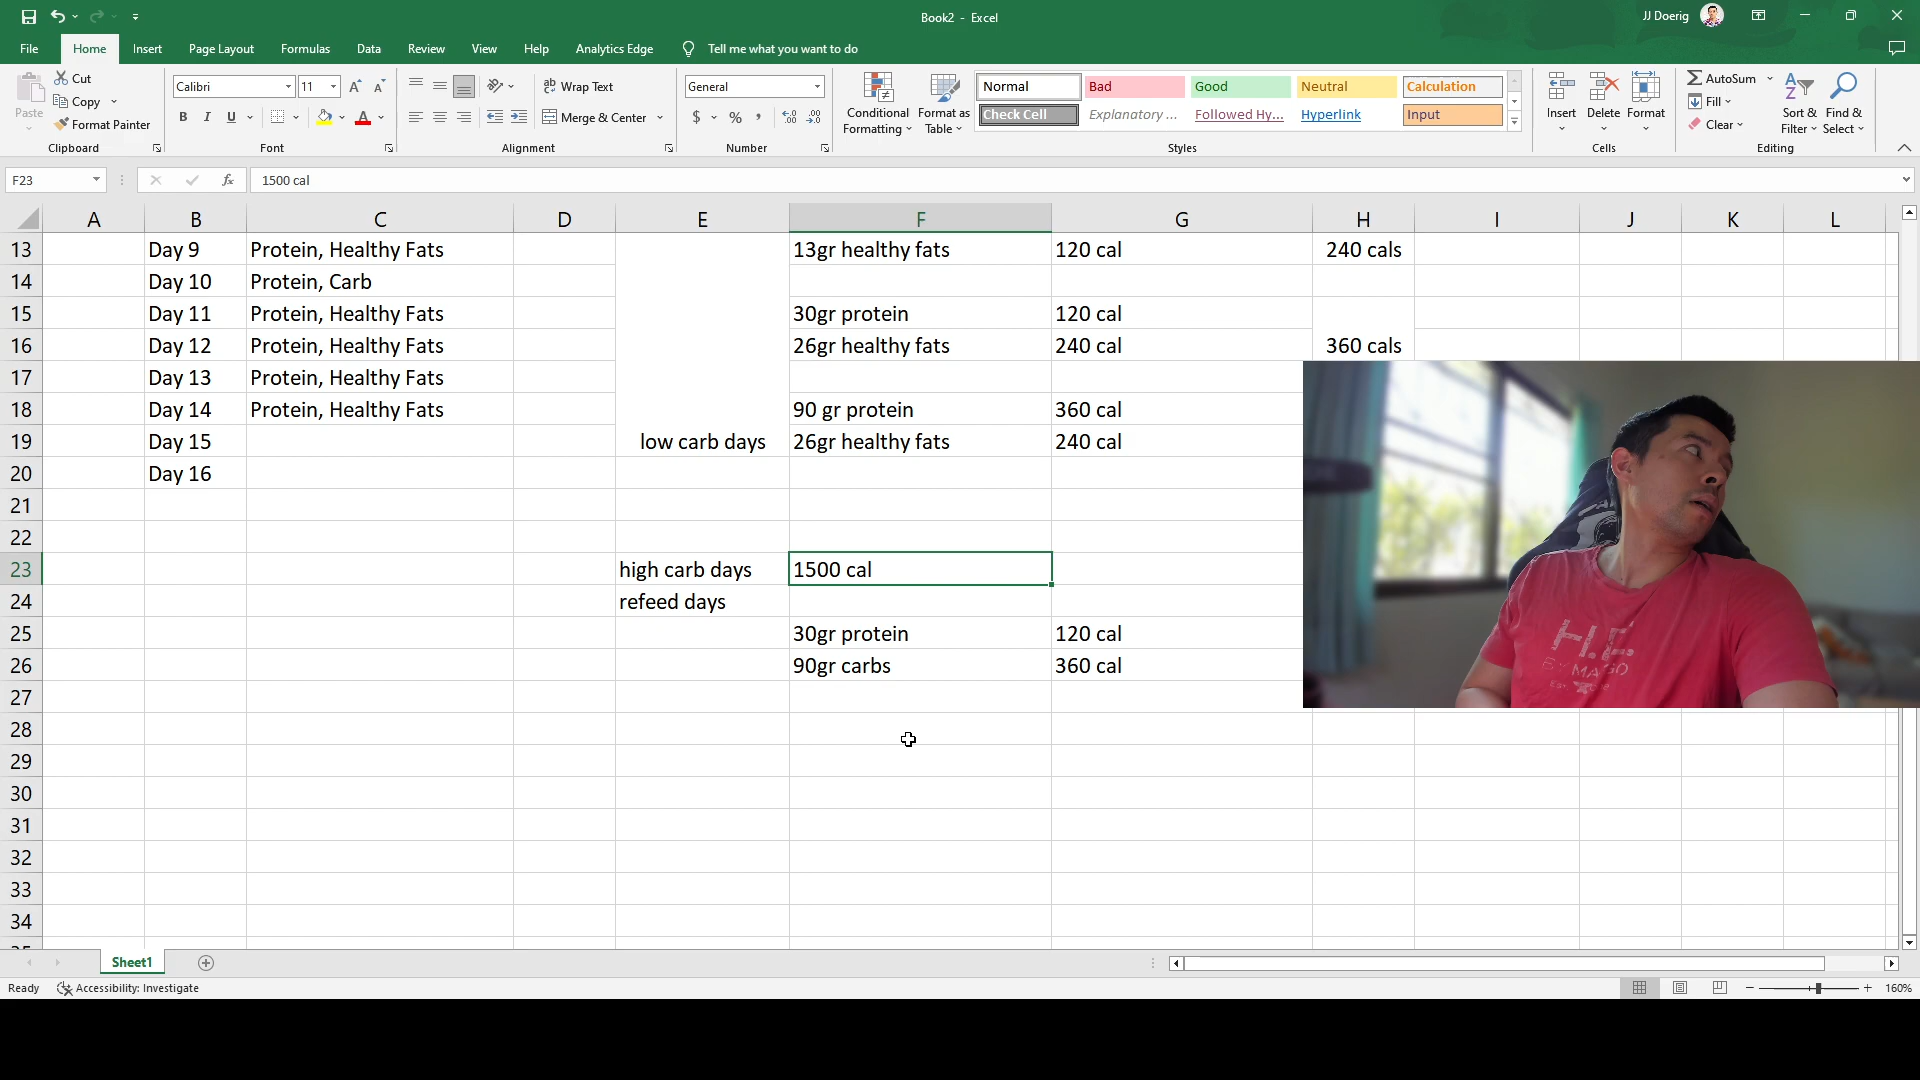 Book2 - Excel
JJ Doerig
File Home Insert Page Layout Formulas Data Review View Help Analytics Edge Tell me what you want to do
Paste
Cut
Copy
Format Painter
Clipboard
Calibri 11
B I U
Font
Wrap Text
Merge & Center
Alignment
General
$ % ,
Number
Conditional Formatting
Format as Table
Normal Bad Good Neutral Calculation
Check Cell Explanatory ... Followed Hy... Hyperlink Input
Styles
Insert Delete Format
Cells
AutoSum
Fill
Clear
Sort & Filter
Find & Select
Editing
F23 fx 1500 cal
A B C D E F G H I J K L
13 Day 9 Protein, Healthy Fats 13gr healthy fats 120 cal 240 cals
14 Day 10 Protein, Carb
15 Day 11 Protein, Healthy Fats 30gr protein 120 cal
16 Day 12 Protein, Healthy Fats 26gr healthy fats 240 cal 360 cals
17 Day 13 Protein, Healthy Fats
18 Day 14 Protein, Healthy Fats 90 gr protein 360 cal
19 Day 15 low carb days 26gr healthy fats 240 cal
20 Day 16
21
22
23 high carb days 1500 cal
24 refeed days
25 30gr protein 120 cal
26 90gr carbs 360 cal
27
28
29
30
31
32
33
34
H.E.
BY MA
Sheet1
Ready Accessibility: Investigate 160%